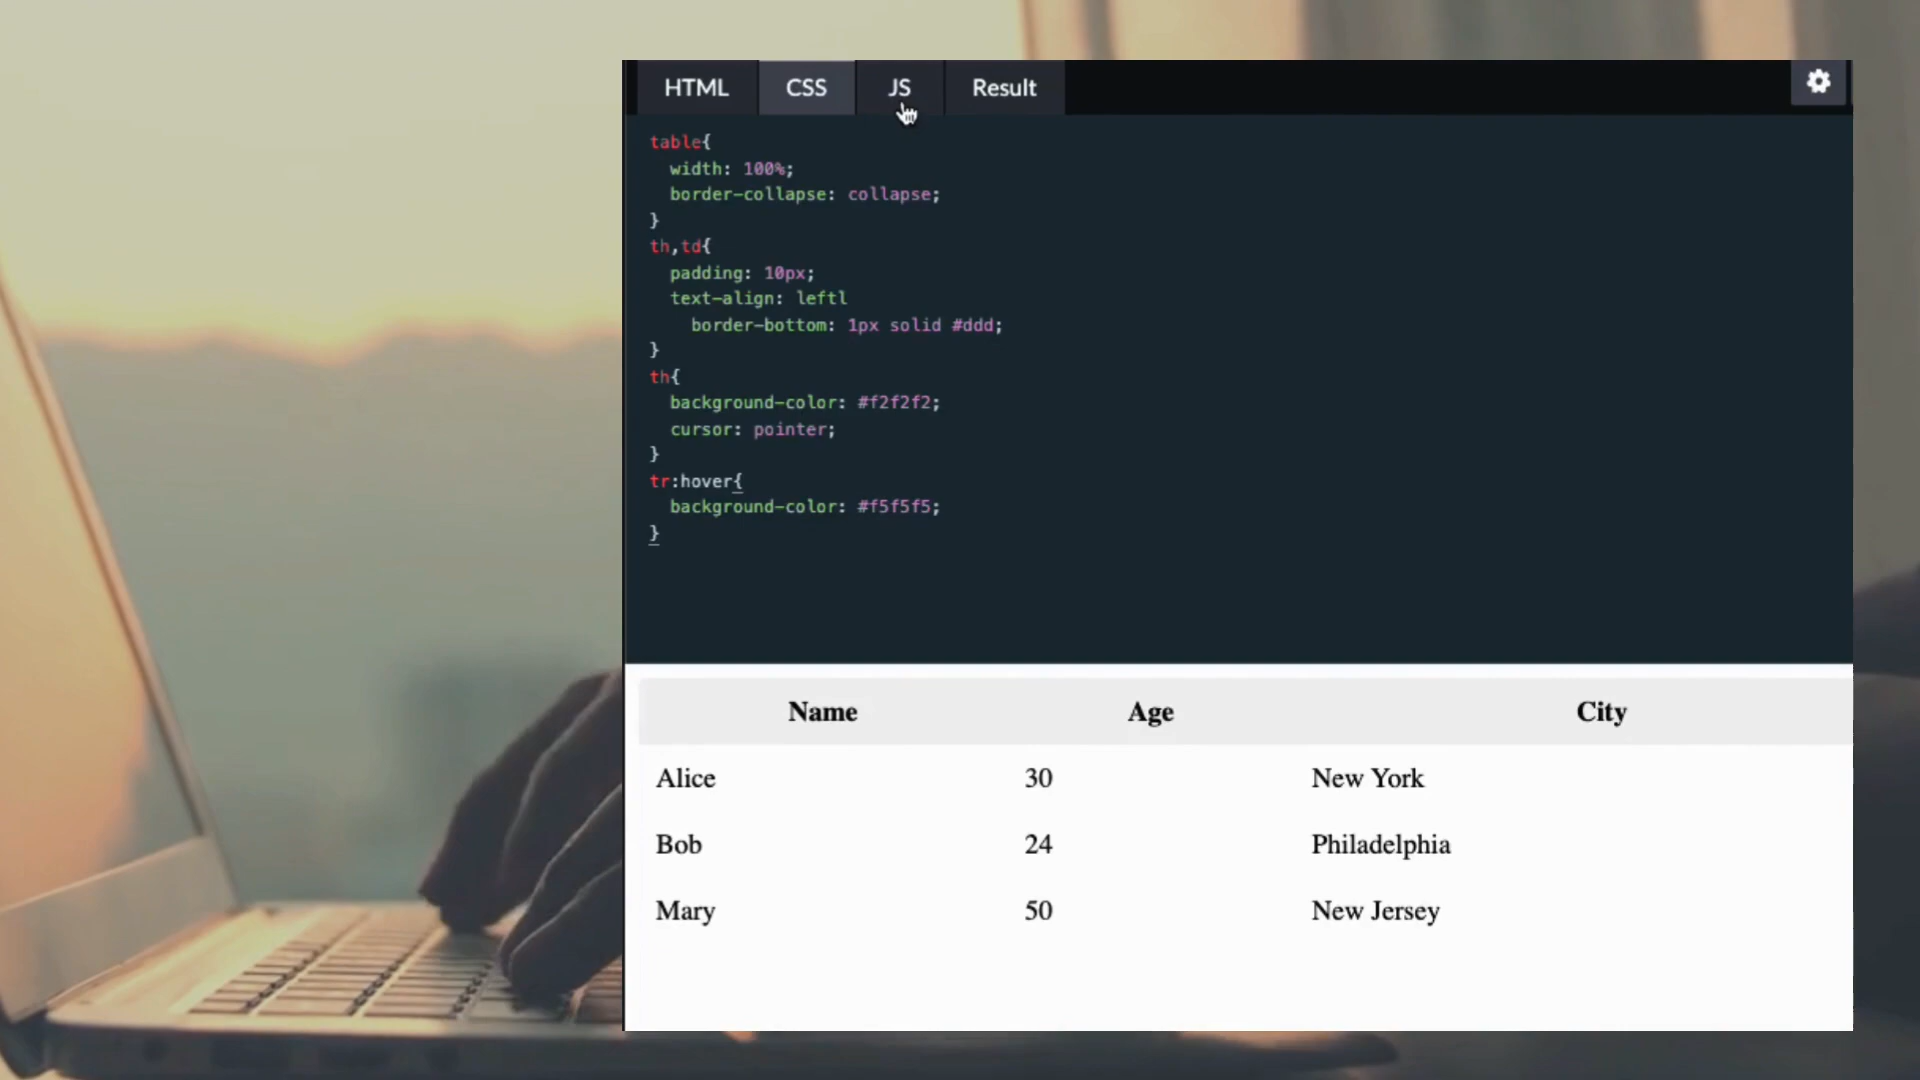 HTML CSS JS Result
table{
width: 100%;
border-collapse: collapse;
}
th,td{
padding: 10px;
text-align: leftl
border-bottom: 1px solid #ddd;
}
th{
background-color: #f2f2f2;
cursor: pointer;
}
tr:hover{
background-color: #f5f5f5;
}
Name Age City
Alice 30 New York
Bob 24 Philadelphia
Mary 50 New Jersey